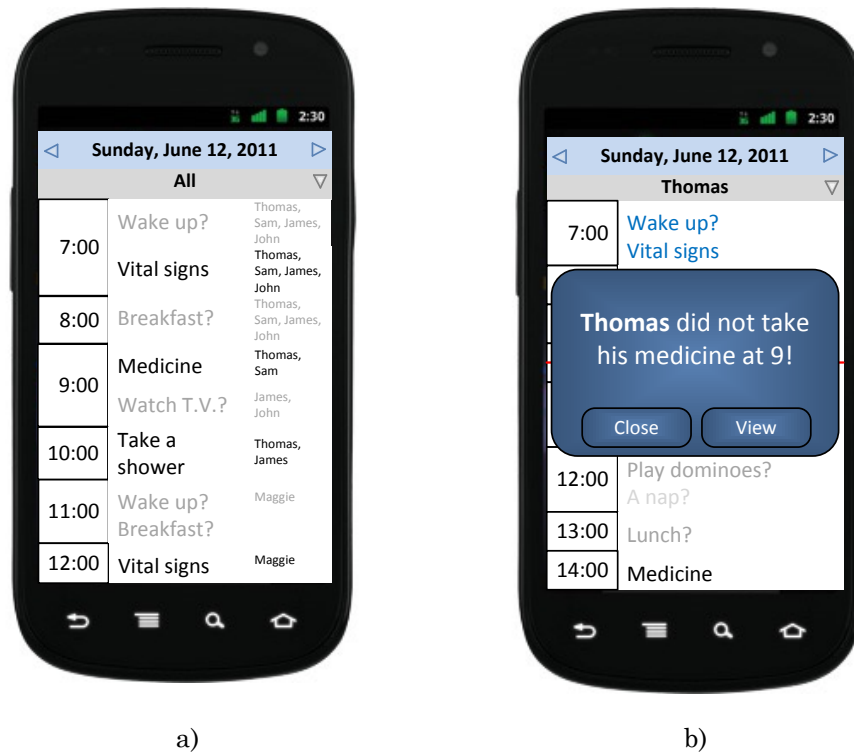 2:30
Sunday, June 12, 2011
All
7:00
Wake up?
Thomas,
Sam, James,
John
Vital signs
Thomas,
Sam, James,
John
8:00
Breakfast?
Thomas,
Sam, James,
John
9:00
Medicine
Thomas,
Sam
Watch T.V.?
James,
John
10:00
Take a
shower
Thomas,
James
11:00
Wake up?
Breakfast?
Maggie
12:00
Vital signs
Maggie
a)
2:30
Sunday, June 12, 2011
Thomas
7:00
Wake up?
Vital signs
Thomas did not take
his medicine at 9!
Close
View
12:00
Play dominoes?
A nap?
13:00
Lunch?
14:00
Medicine
b)